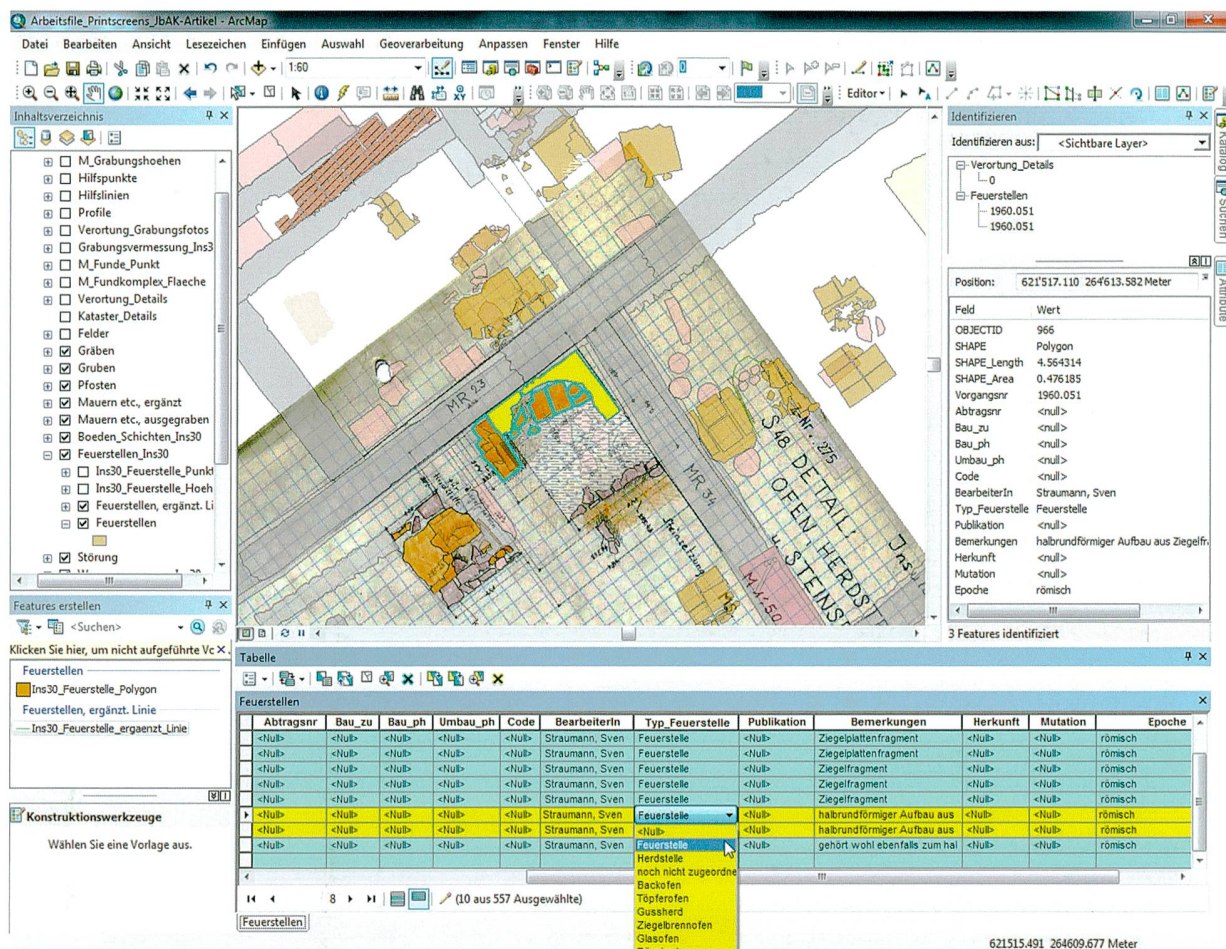 Arbeitsfile_Printscreens_JbAK-Artikel - ArcMap
Datei Bearbeiten Ansicht Lesezeichen Einfügen Auswahl Geoverarbeitung Anpassen Fenster Hilfe
1:60
Editor
Inhaltsverzeichnis
M_Grabungshoehen
Hilfspunkte
Hilfslinien
Profile
Verortung_Grabungsfotos
Grabungsvermessung_Ins3
M_Funde_Punkt
M_Fundkomplex_Flaeche
Verortung_Details
Kataster_Details
Felder
Gräben
Gruben
Pfosten
Mauern etc., ergänzt
Mauern etc., ausgegraben
Boeden_Schichten_Ins30
Feuerstellen_Ins30
Ins30_Feuerstelle_Punkt
Ins30_Feuerstelle_Hoeh
Feuerstellen, ergänzt. Li
Feuerstellen
Störung
Features erstellen
<Suchen>
Klicken Sie hier, um nicht aufgeführte Vc
Feuerstellen
Ins30_Feuerstelle_Polygon
Feuerstellen, ergänzt. Linie
Ins30_Feuerstelle_ergaenzt_Linie
Konstruktionswerkzeuge
Wählen Sie eine Vorlage aus.
MR 23
MR 34
Nr. 275
S48 DETAIL:
OFEN, HERDST
u. STEINS
M. 1:50
Steinsetzung
Identifizieren
Identifizieren aus: <Sichtbare Layer>
Verortung_Details
0
Feuerstellen
1960.051
1960.051
Position: 621'517.110 264'613.582 Meter
Feld Wert
OBJECTID 966
SHAPE Polygon
SHAPE_Length 4.564314
SHAPE_Area 0.476185
Vorgangsnr 1960.051
Abtragsnr <null>
Bau_zu <null>
Bau_ph <null>
Umbau_ph <null>
Code <null>
BearbeiterIn Straumann, Sven
Typ_Feuerstelle Feuerstelle
Publikation <null>
Bemerkungen halbrundförmiger Aufbau aus Ziegelfr
Herkunft <null>
Mutation <null>
Epoche römisch
3 Features identifiziert
Katalog
Suchen
Attribute
Tabelle
Feuerstellen
Abtragsnr Bau_zu Bau_ph Umbau_ph Code BearbeiterIn Typ_Feuerstelle Publikation Bemerkungen Herkunft Mutation Epoche
<Null> <Null> <Null> <Null> <Null> Straumann, Sven Feuerstelle <Null> Ziegelplattenfragment <Null> <Null> römisch
<Null> <Null> <Null> <Null> <Null> Straumann, Sven Feuerstelle <Null> Ziegelplattenfragment <Null> <Null> römisch
<Null> <Null> <Null> <Null> <Null> Straumann, Sven Feuerstelle <Null> Ziegelfragment <Null> <Null> römisch
<Null> <Null> <Null> <Null> <Null> Straumann, Sven Feuerstelle <Null> Ziegelfragment <Null> <Null> römisch
<Null> <Null> <Null> <Null> <Null> Straumann, Sven Feuerstelle <Null> Ziegelfragment <Null> <Null> römisch
<Null> <Null> <Null> <Null> <Null> Straumann, Sven Feuerstelle <Null> halbrundförmiger Aufbau aus <Null> <Null> römisch
<Null> <Null> <Null> <Null> <Null> Straumann, Sven <Null> <Null> halbrundförmiger Aufbau aus <Null> <Null> römisch
<Null> <Null> <Null> <Null> <Null> Straumann, Sven Feuerstelle <Null> gehört wohl ebenfalls zum hal <Null> <Null> römisch
Herdstelle
noch nicht zugeordne
Backofen
Töpferofen
Gussherd
Ziegelbrennofen
Glasofen
8 (10 aus 557 Ausgewählte)
Feuerstellen
621515.491 264609.677 Meter